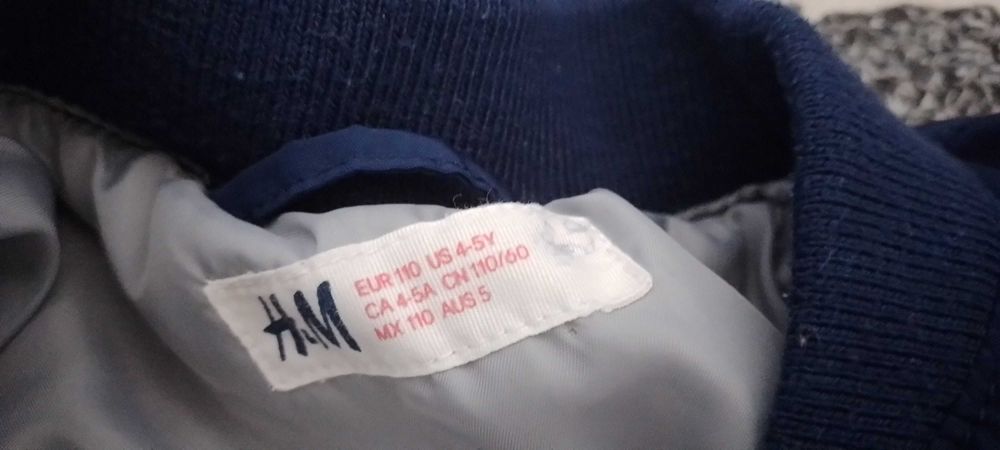 H&M
EUR 110 US 4-5Y
CA 4-5A CN 110/60
MX 110 AUS 5